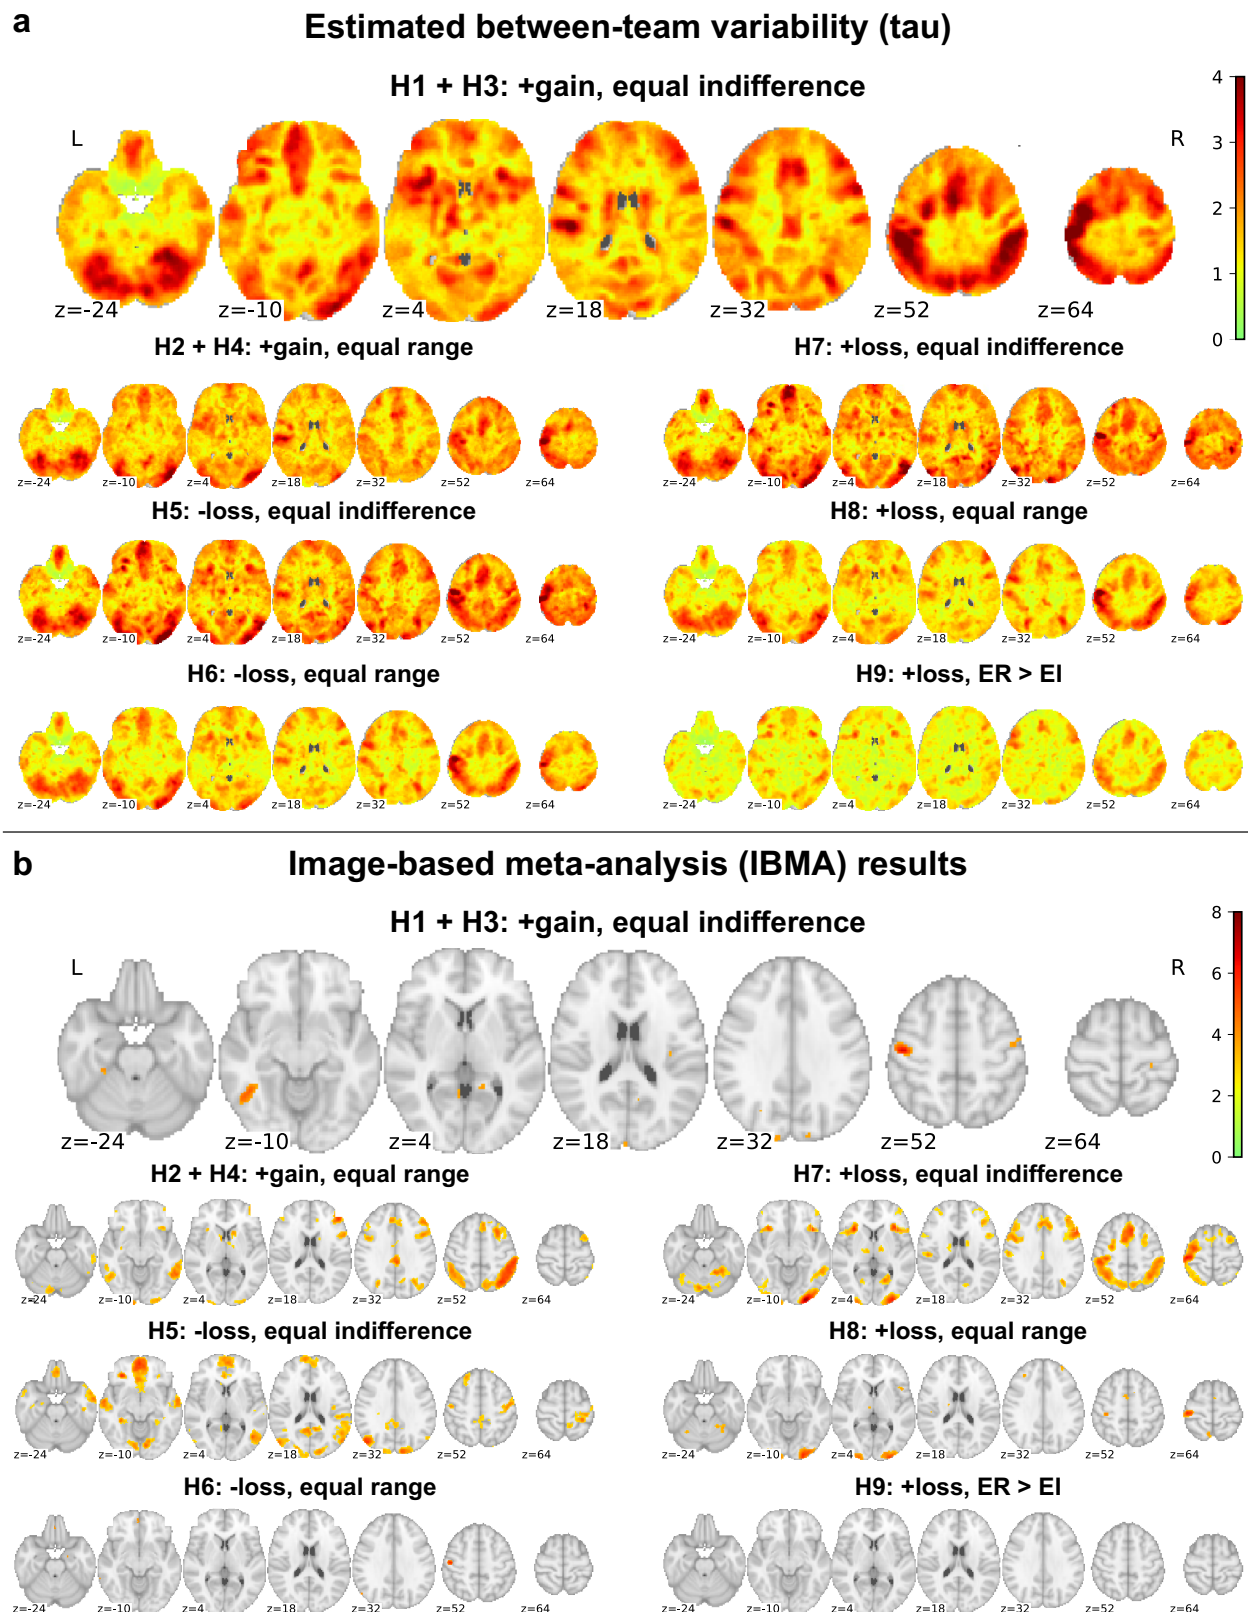 a
Estimated between-team variability (tau)
H1 + H3: +gain, equal indifference
L
R
4
3
2
1
0
z=-24 z=-10 z=4 z=18 z=32 z=52 z=64
H2 + H4: +gain, equal range
z=-24 z=-10 z=4 z=18 z=32 z=52 z=64
H7: +loss, equal indifference
z=-24 z=-10 z=4 z=18 z=32 z=52 z=64
H5: -loss, equal indifference
z=-24 z=-10 z=4 z=18 z=32 z=52 z=64
H8: +loss, equal range
z=-24 z=-10 z=4 z=18 z=32 z=52 z=64
H6: -loss, equal range
z=-24 z=-10 z=4 z=18 z=32 z=52 z=64
H9: +loss, ER > EI
z=-24 z=-10 z=4 z=18 z=32 z=52 z=64
b
Image-based meta-analysis (IBMA) results
H1 + H3: +gain, equal indifference
L
R
8
6
4
2
0
z=-24 z=-10 z=4 z=18 z=32 z=52 z=64
H2 + H4: +gain, equal range
z=-24 z=-10 z=4 z=18 z=32 z=52 z=64
H7: +loss, equal indifference
z=-24 z=-10 z=4 z=18 z=32 z=52 z=64
H5: -loss, equal indifference
z=-24 z=-10 z=4 z=18 z=32 z=52 z=64
H8: +loss, equal range
z=-24 z=-10 z=4 z=18 z=32 z=52 z=64
H6: -loss, equal range
z=-24 z=-10 z=4 z=18 z=32 z=52 z=64
H9: +loss, ER > EI
z=-24 z=-10 z=4 z=18 z=32 z=52 z=64